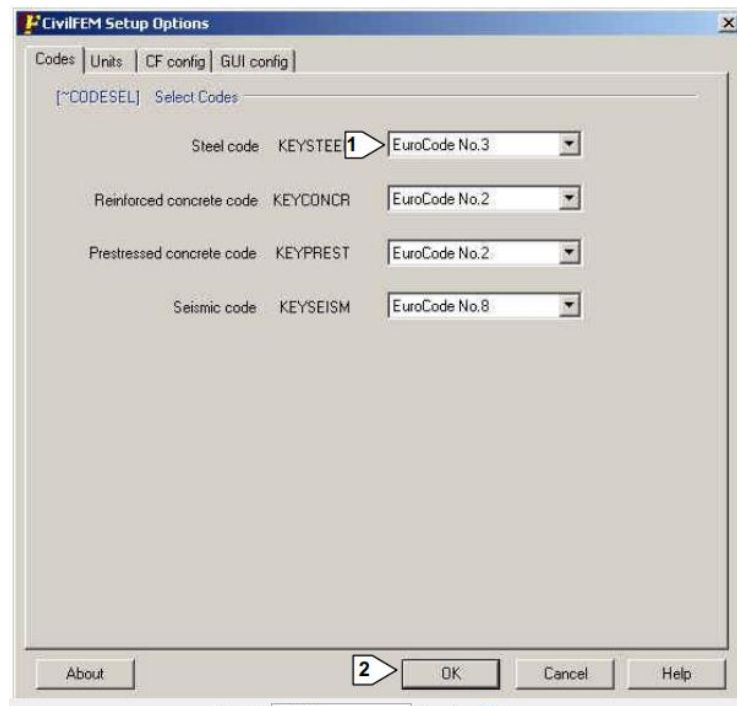 CivilFEM Setup Options
Codes Units CF config GUI config
[~CODESEL] Select Codes
Steel code KEYSTEE 1 EuroCode No.3
Reinforced concrete code KEYCONCR EuroCode No.2
Prestressed concrete code KEYPREST EuroCode No.2
Seismic code KEYSEISM EuroCode No.8
About 2 OK Cancel Help